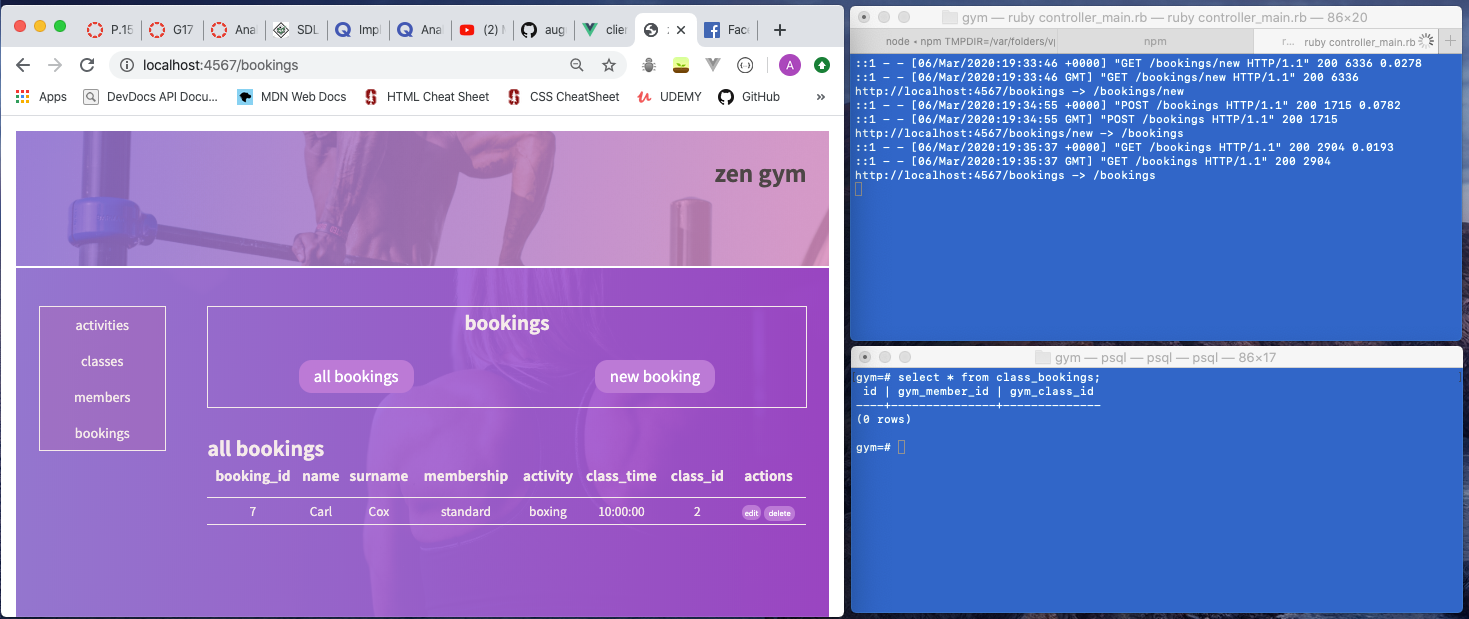 P.15 G17 Anal SDL Impl Anal (2) aug clien Face
localhost:4567/bookings
A
Apps DevDocs API Docu... MDN Web Docs HTML Cheat Sheet CSS CheatSheet UDEMY GitHub »
zen gym
activities
classes
members
bookings
bookings
all bookings new booking
all bookings
booking_id name surname membership activity class_time class_id actions
7 Carl Cox standard boxing 10:00:00 2 edit delete
gym — ruby controller_main.rb — ruby controller_main.rb — 86×20
node • npm TMPDIR=/var/folders/vp npm r... ruby controller_main.rb
::1 - - [06/Mar/2020:19:33:46 +0000] "GET /bookings/new HTTP/1.1" 200 6336 0.0278
::1 - - [06/Mar/2020:19:33:46 GMT] "GET /bookings/new HTTP/1.1" 200 6336
http://localhost:4567/bookings -> /bookings/new
::1 - - [06/Mar/2020:19:34:55 +0000] "POST /bookings HTTP/1.1" 200 1715 0.0782
::1 - - [06/Mar/2020:19:34:55 GMT] "POST /bookings HTTP/1.1" 200 1715
http://localhost:4567/bookings/new -> /bookings
::1 - - [06/Mar/2020:19:35:37 +0000] "GET /bookings HTTP/1.1" 200 2904 0.0193
::1 - - [06/Mar/2020:19:35:37 GMT] "GET /bookings HTTP/1.1" 200 2904
http://localhost:4567/bookings -> /bookings
gym — psql — psql — psql — 86×17
gym=# select * from class_bookings;
id | gym_member_id | gym_class_id
----+---------------+--------------
(0 rows)
gym=#